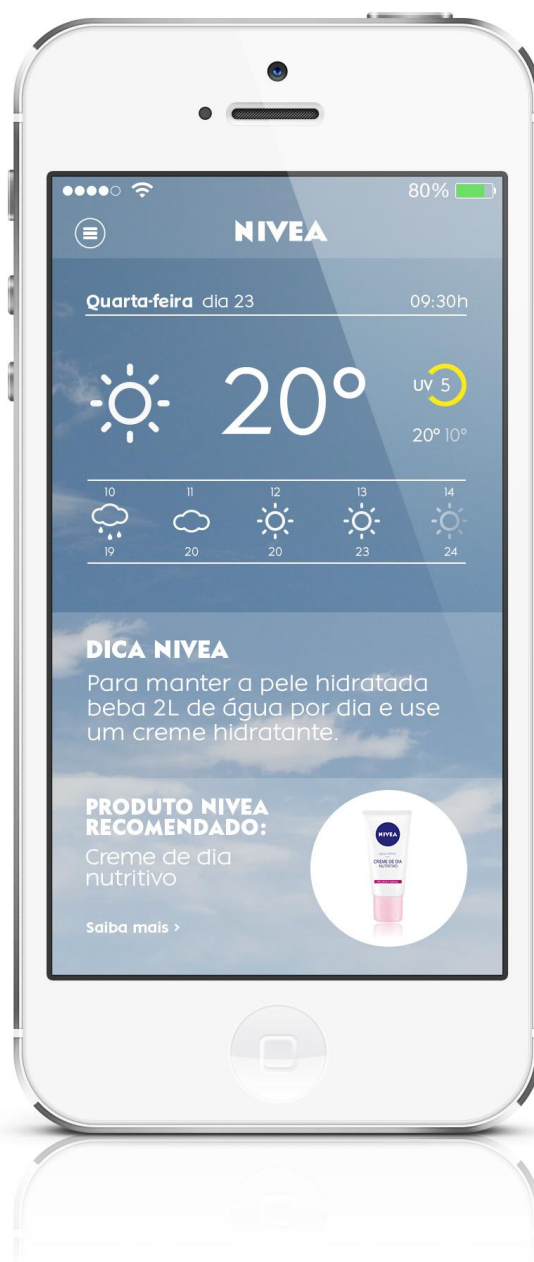 80%
NIVEA
Quarta-feira dia 23 09:30h
20° UV 5
20° 10°
10 11 12 13 14
19 20 20 23 24
DICA NIVEA
Para manter a pele hidratada
beba 2L de água por dia e use
um creme hidratante.
PRODUTO NIVEA
RECOMENDADO:
Creme de dia
nutritivo
Saiba mais >
NIVEA
CREME DE DIA
NUTRITIVO